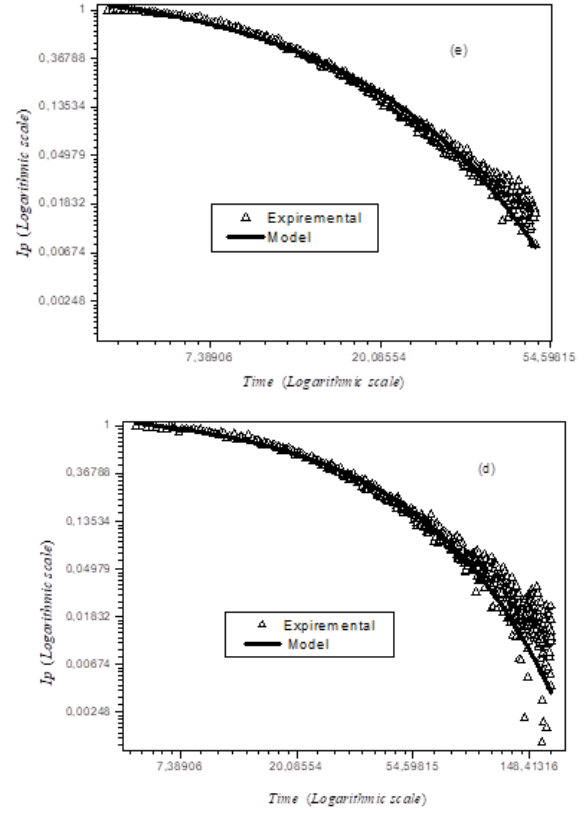 1
(e)
0,36788
0,13534
0,04979
0,01832
0,00674
0,00248
Ip (Logarithmic scale)
Expiremental
Model
7,38906 20,08554 54,59815
Time (Logarithmic scale)
1
(d)
0,36788
0,13534
0,04979
0,01832
0,00674
0,00248
Ip (Logarithmic scale)
Expiremental
Model
7,38906 20,08554 54,59815 148,41316
Time (Logarithmic scale)